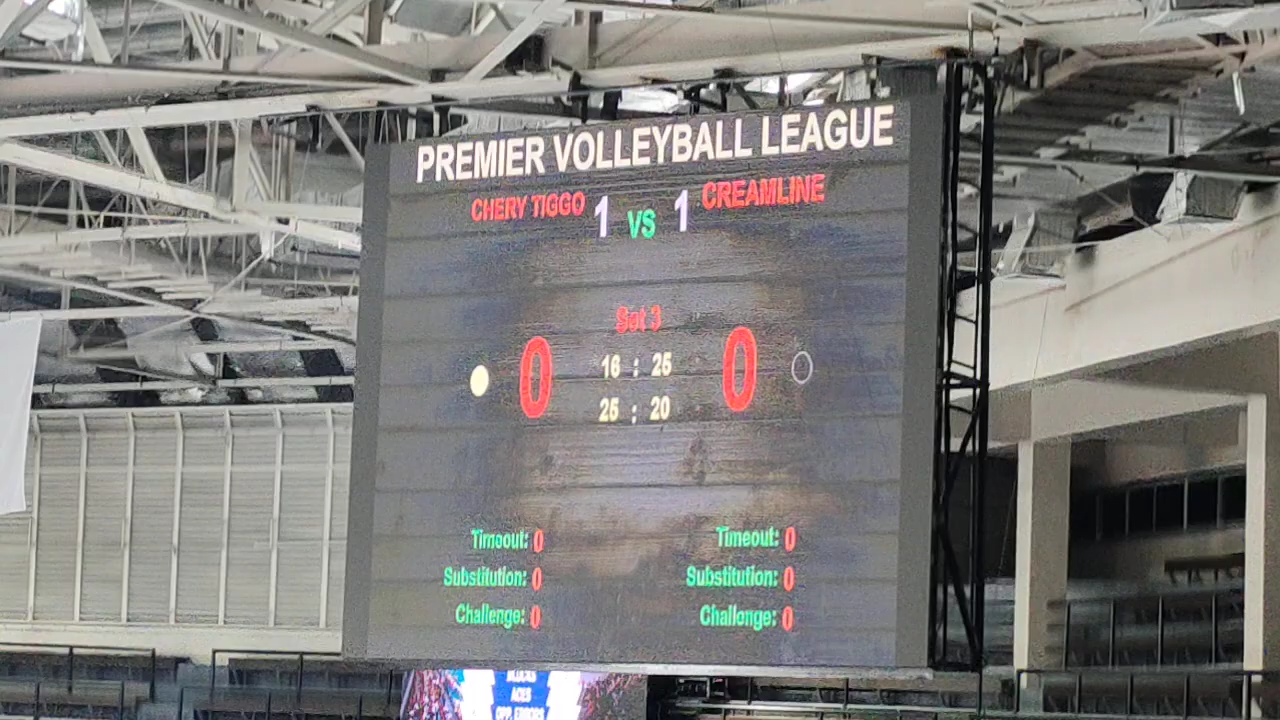 PREMIER VOLLEYBALL LEAGUE
CHERY TIGGO 1 VS 1 CREAMLINE
Set 3
0 0
16 : 25
25 : 20
Timeout: 0 Timeout: 0
Substitution: 0 Substitution: 0
Challenge: 0 Challenge: 0
BLOCKS
ACES
OPP. ERRORS